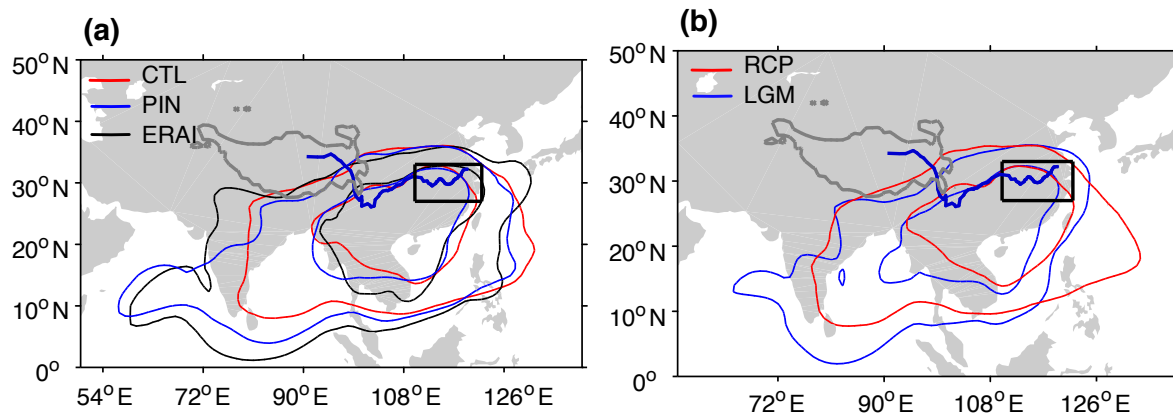 (a)
50° N
CTL
PIN
ERAI
40° N
30° N
20° N
10° N
0°
54° E 72° E 90° E 108° E 126° E
(b)
50° N
RCP
LGM
40° N
30° N
20° N
10° N
0°
72° E 90° E 108° E 126° E